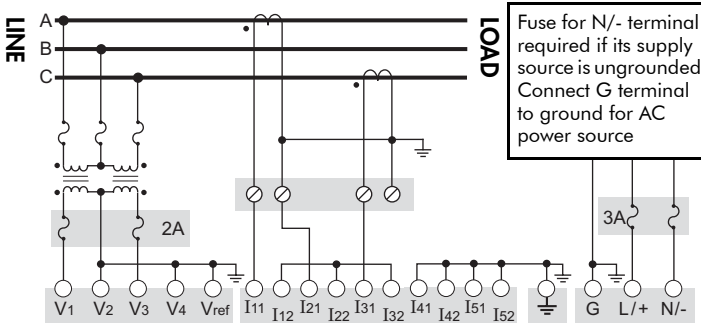 LINE
A
B
C
LOAD
Fuse for N/- terminal
required if its supply
source is ungrounded
Connect G terminal
to ground for AC
power source
2A
3A
V1 V2 V3 V4 Vref I11 I12 I21 I22 I31 I32 I41 I42 I51 I52 G L/+ N/-